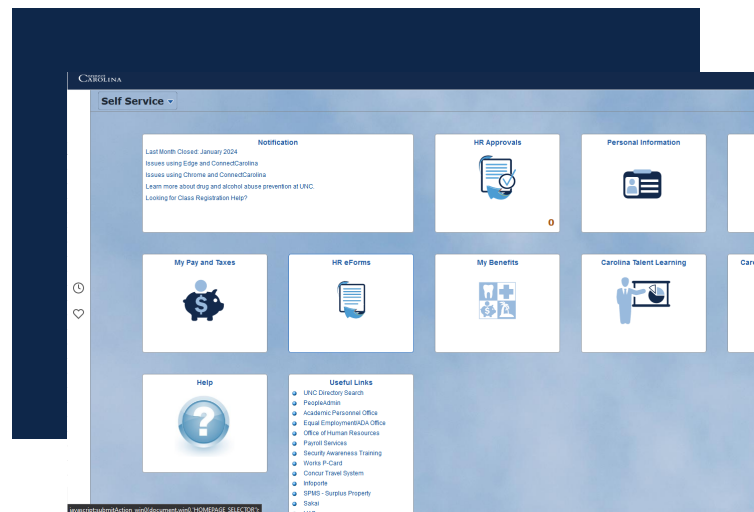 CONNECT
CAROLINA
Self Service
Notification
Last Month Closed: January 2024
Issues using Edge and ConnectCarolina
Issues using Chrome and ConnectCarolina
Learn more about drug and alcohol abuse prevention at UNC.
Looking for Class Registration Help?
HR Approvals
0
Personal Information
My Pay and Taxes
$
HR eForms
My Benefits
$
Carolina Talent Learning
Car
Help
?
Useful Links
UNC Directory Search
PeopleAdmin
Academic Personnel Office
Equal Employment/ADA Office
Office of Human Resources
Payroll Services
Security Awareness Training
Works P-Card
Concur Travel System
Infoporte
SPMS - Surplus Property
Sakai
javascript:submitAction_win0(document.win0,'HOMEPAGE_SELECTOR');